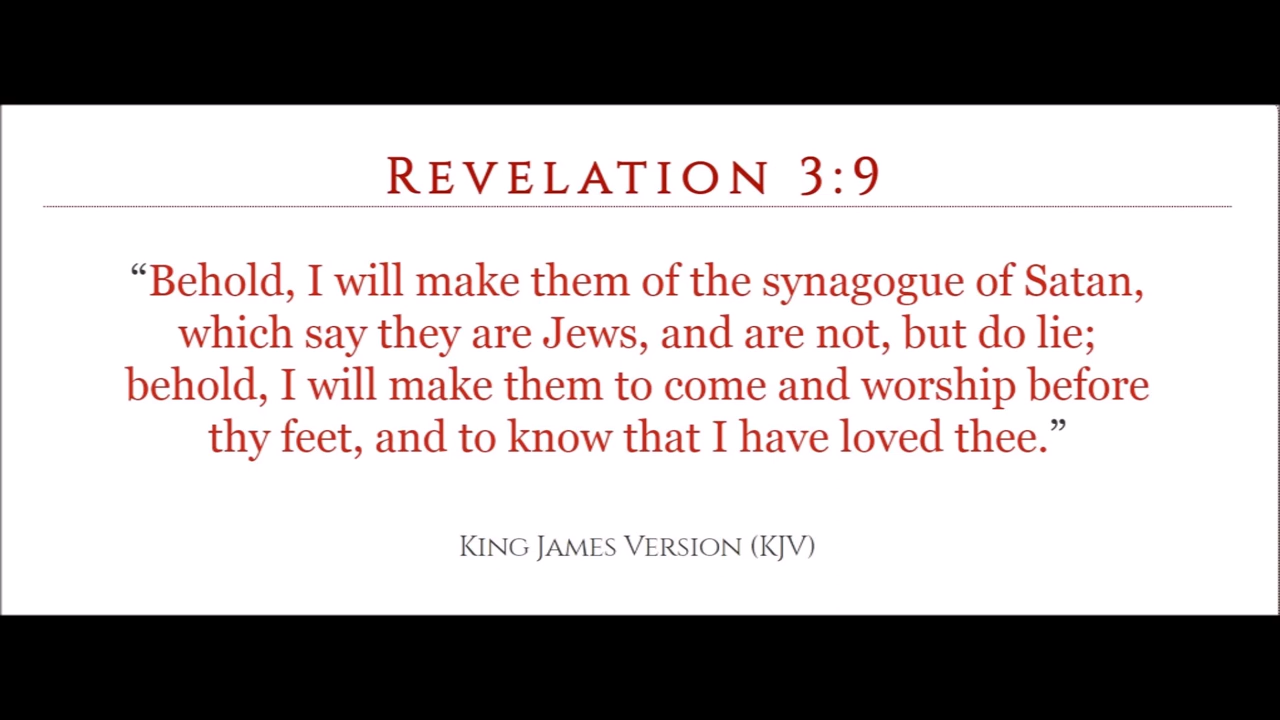 REVELATION 3:9
“Behold, I will make them of the synagogue of Satan,
which say they are Jews, and are not, but do lie;
behold, I will make them to come and worship before
thy feet, and to know that I have loved thee.”
KING JAMES VERSION (KJV)